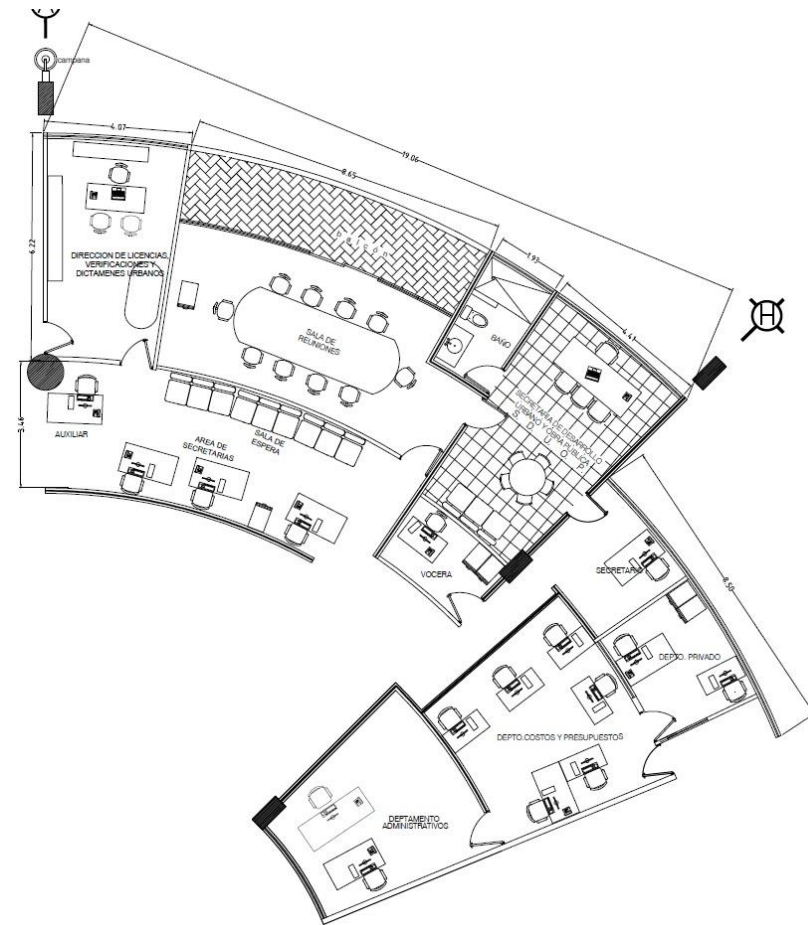 campana
4.07
19.06
8.65
balcón
6.22
1.93
H
DIRECCION DE LICENCIAS,
VERIFICACIONES Y
DICTAMENES URBANOS
SALA DE
REUNIONES
BAÑO
4.41
SECRETARIA DE DESARROLLO
URBANO Y OBRA PUBLICA
S D U O P.
3.46
AUXILIAR
AREA DE
SECRETARIAS
SALA DE
ESPERA
VOCERA
SECRETARIO
8.50
DEPTO. PRIVADO
DEPTO.COSTOS Y PRESUPUESTOS
DEPTAMENTO
ADMINISTRATIVOS